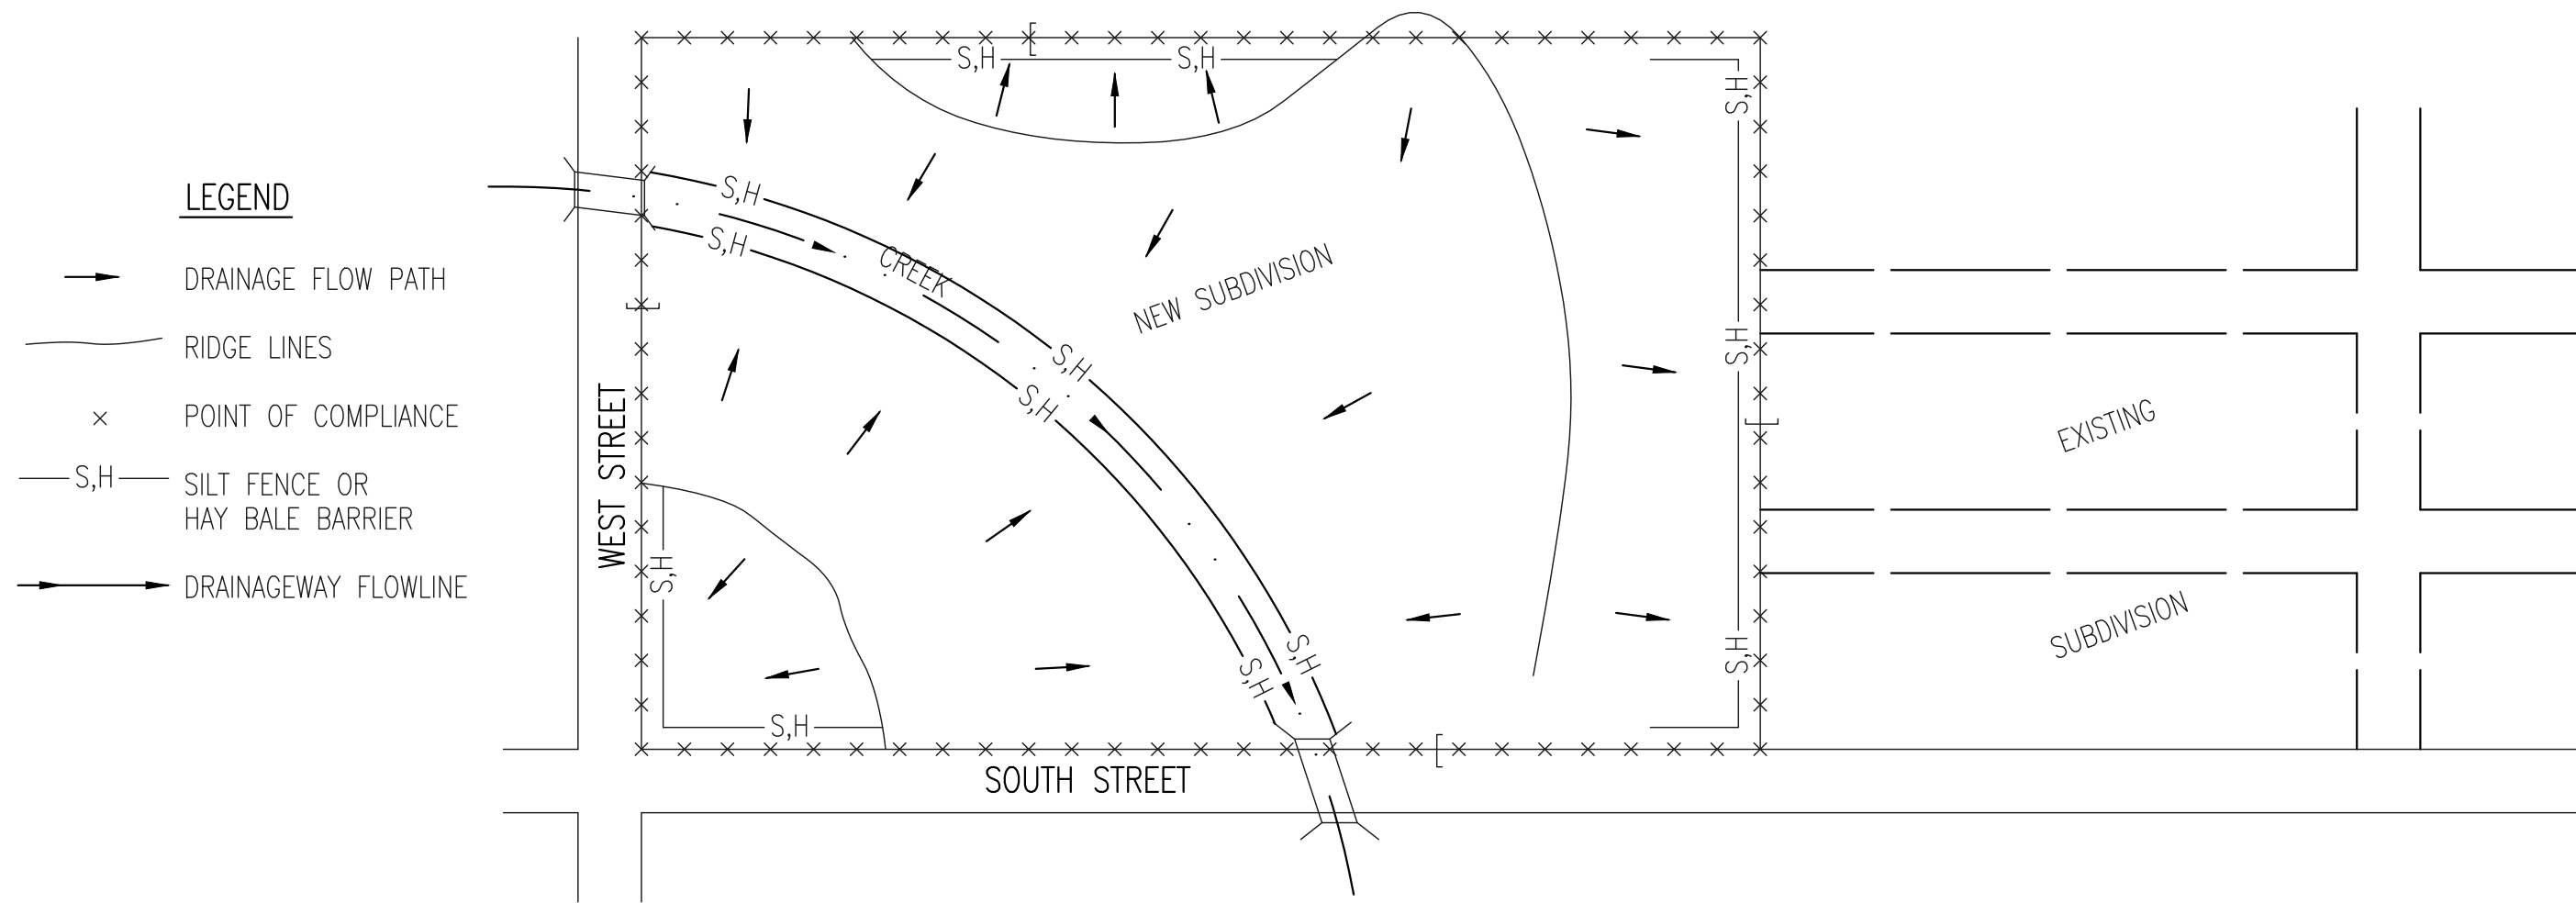 LEGEND
DRAINAGE FLOW PATH
RIDGE LINES
POINT OF COMPLIANCE
S,H
SILT FENCE OR
HAY BALE BARRIER
DRAINAGEWAY FLOWLINE
S,H
S,H
S,H
S,H
S,H
CREEK
NEW SUBDIVISION
S,H
S,H
S,H
WEST STREET
EXISTING
S,H
S,H
S,H
S,H
SUBDIVISION
S,H
SOUTH STREET